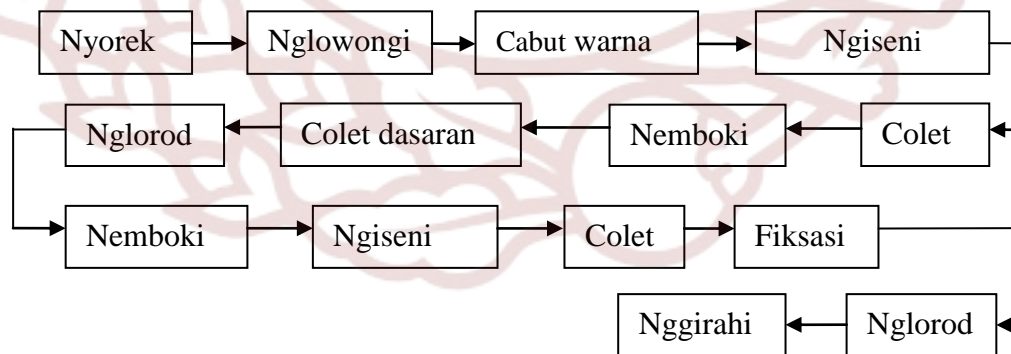 Nyorek Nglowongi Cabut warna Ngiseni
Nglorod Colet dasaran Nemboki Colet
Nemboki Ngiseni Colet Fiksasi
Nggirahi Nglorod